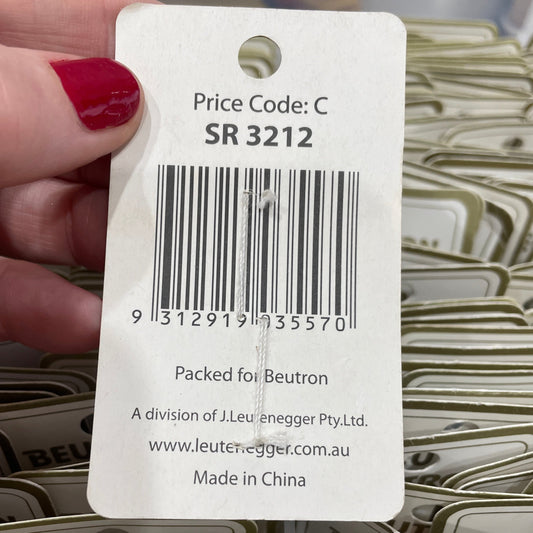 Price Code: C
SR 3212
9 312919 035570
Packed for Beutron
A division of J.Leutenegger Pty.Ltd.
www.leutenegger.com.au
Made in China